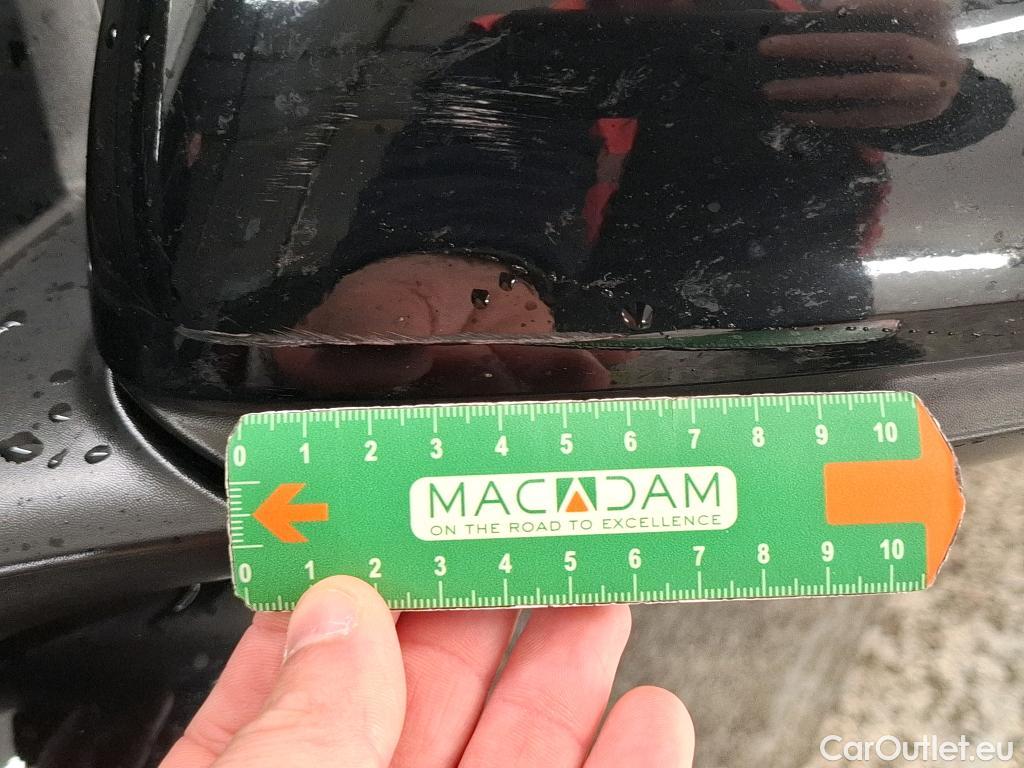 0 1 2 3 4 5 6 7 8 9 10
MACADAM
ON THE ROAD TO EXCELLENCE
0 1 2 3 4 5 6 7 8 9 10
CarOutlet.eu